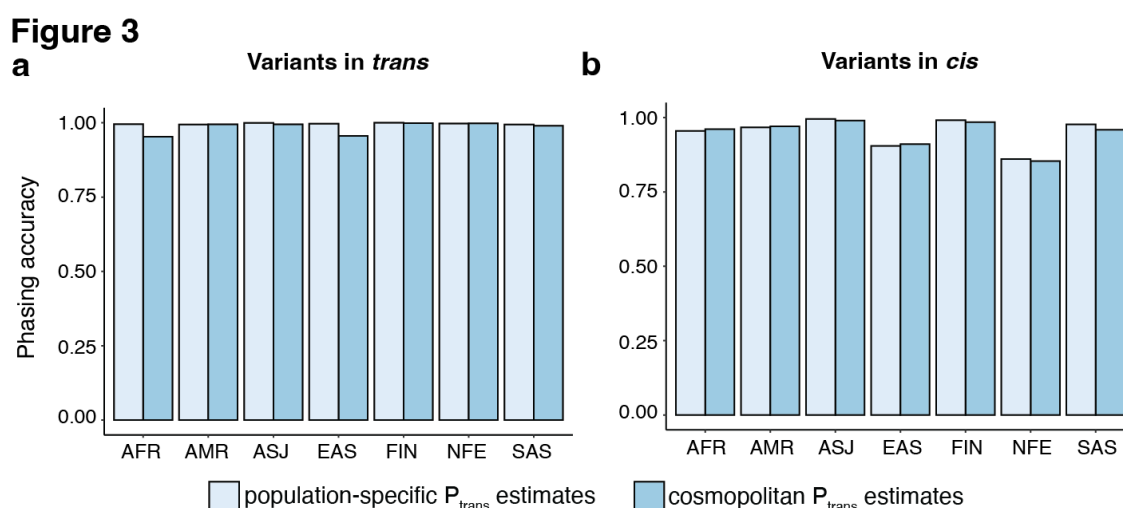 Figure 3
a
Variants in trans
b
Variants in cis
Phasing accuracy
1.00
0.75
0.50
0.25
0.00
AFR AMR ASJ EAS FIN NFE SAS
1.00
0.75
0.50
0.25
0.00
AFR AMR ASJ EAS FIN NFE SAS
population-specific Ptrans estimates
cosmopolitan Ptrans estimates